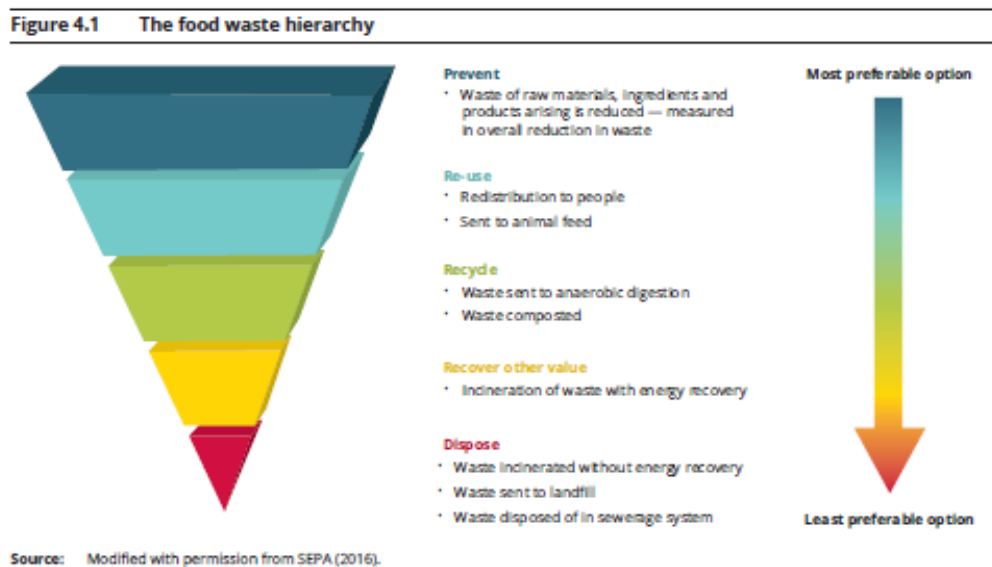 Figure 4.1 The food waste hierarchy
Prevent
• Waste of raw materials, ingredients and
products arising is reduced — measured
in overall reduction in waste
Re-use
• Redistribution to people
• Sent to animal feed
Recycle
• Waste sent to anaerobic digestion
• Waste composted
Recover other value
• Incineration of waste with energy recovery
Dispose
• Waste incinerated without energy recovery
• Waste sent to landfill
• Waste disposed of in sewerage system
Most preferable option
Least preferable option
Source: Modified with permission from SEPA (2016).